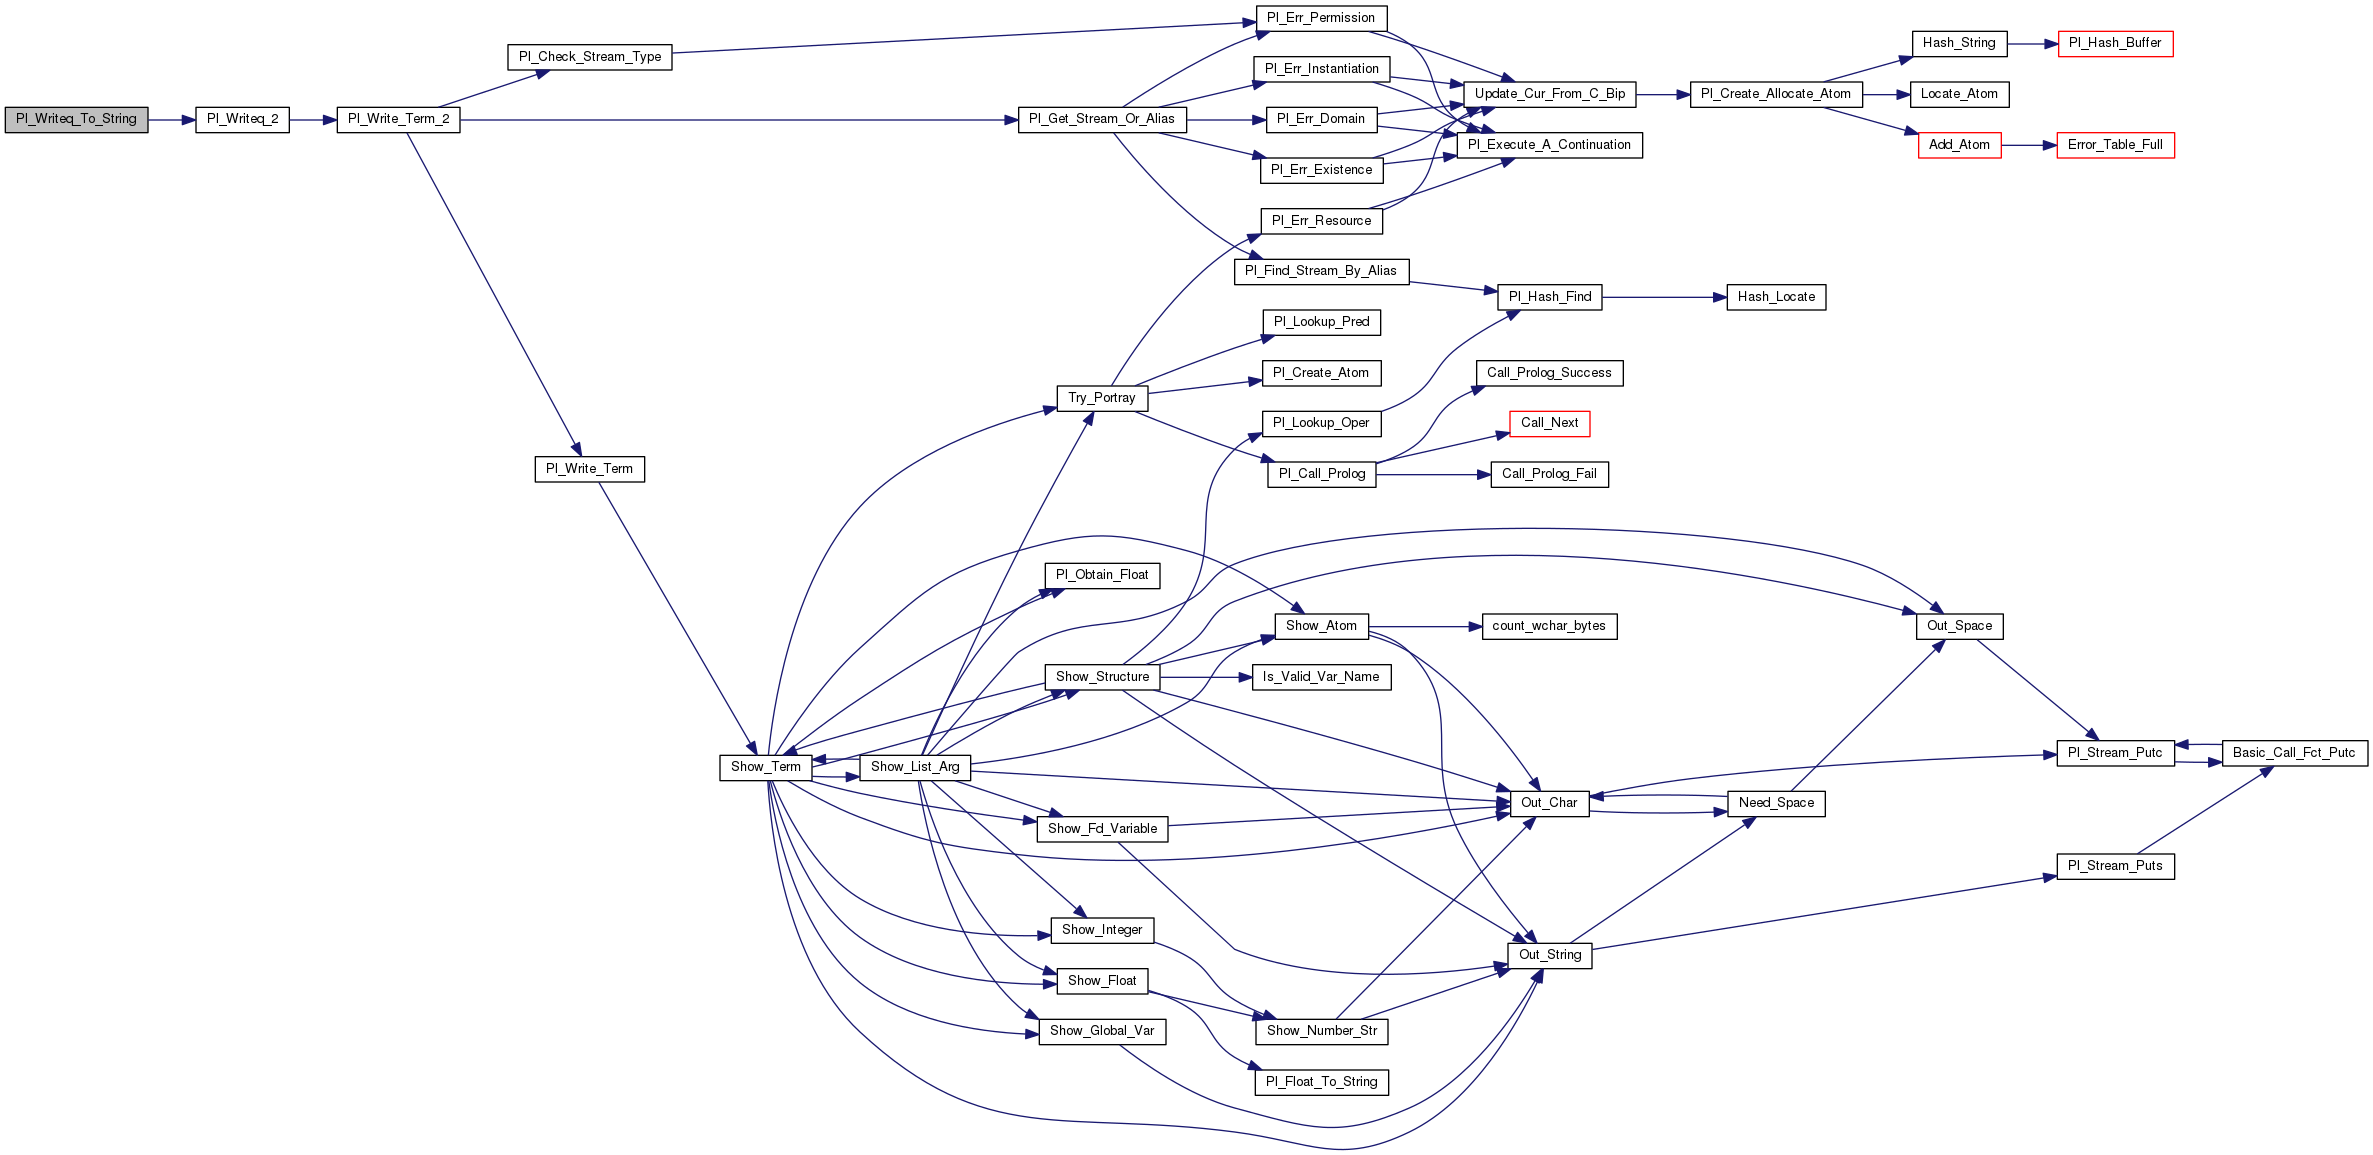 Pl_Writeq_To_String
Pl_Writeq_2
Pl_Write_Term_2
Pl_Check_Stream_Type
Pl_Write_Term
Show_Term
Show_List_Arg
Pl_Get_Stream_Or_Alias
Try_Portray
Pl_Obtain_Float
Show_Structure
Show_Fd_Variable
Show_Integer
Show_Float
Show_Global_Var
Pl_Err_Permission
Pl_Err_Instantiation
Pl_Err_Domain
Pl_Err_Existence
Pl_Err_Resource
Pl_Find_Stream_By_Alias
Pl_Lookup_Pred
Pl_Create_Atom
Pl_Lookup_Oper
Pl_Call_Prolog
Show_Atom
Is_Valid_Var_Name
Show_Number_Str
Pl_Float_To_String
Update_Cur_From_C_Bip
Pl_Execute_A_Continuation
Pl_Hash_Find
Call_Prolog_Success
Call_Next
Call_Prolog_Fail
count_wchar_bytes
Out_Char
Out_String
Pl_Create_Allocate_Atom
Hash_Locate
Need_Space
Hash_String
Locate_Atom
Add_Atom
Out_Space
Pl_Hash_Buffer
Error_Table_Full
Pl_Stream_Putc
Pl_Stream_Puts
Basic_Call_Fct_Putc